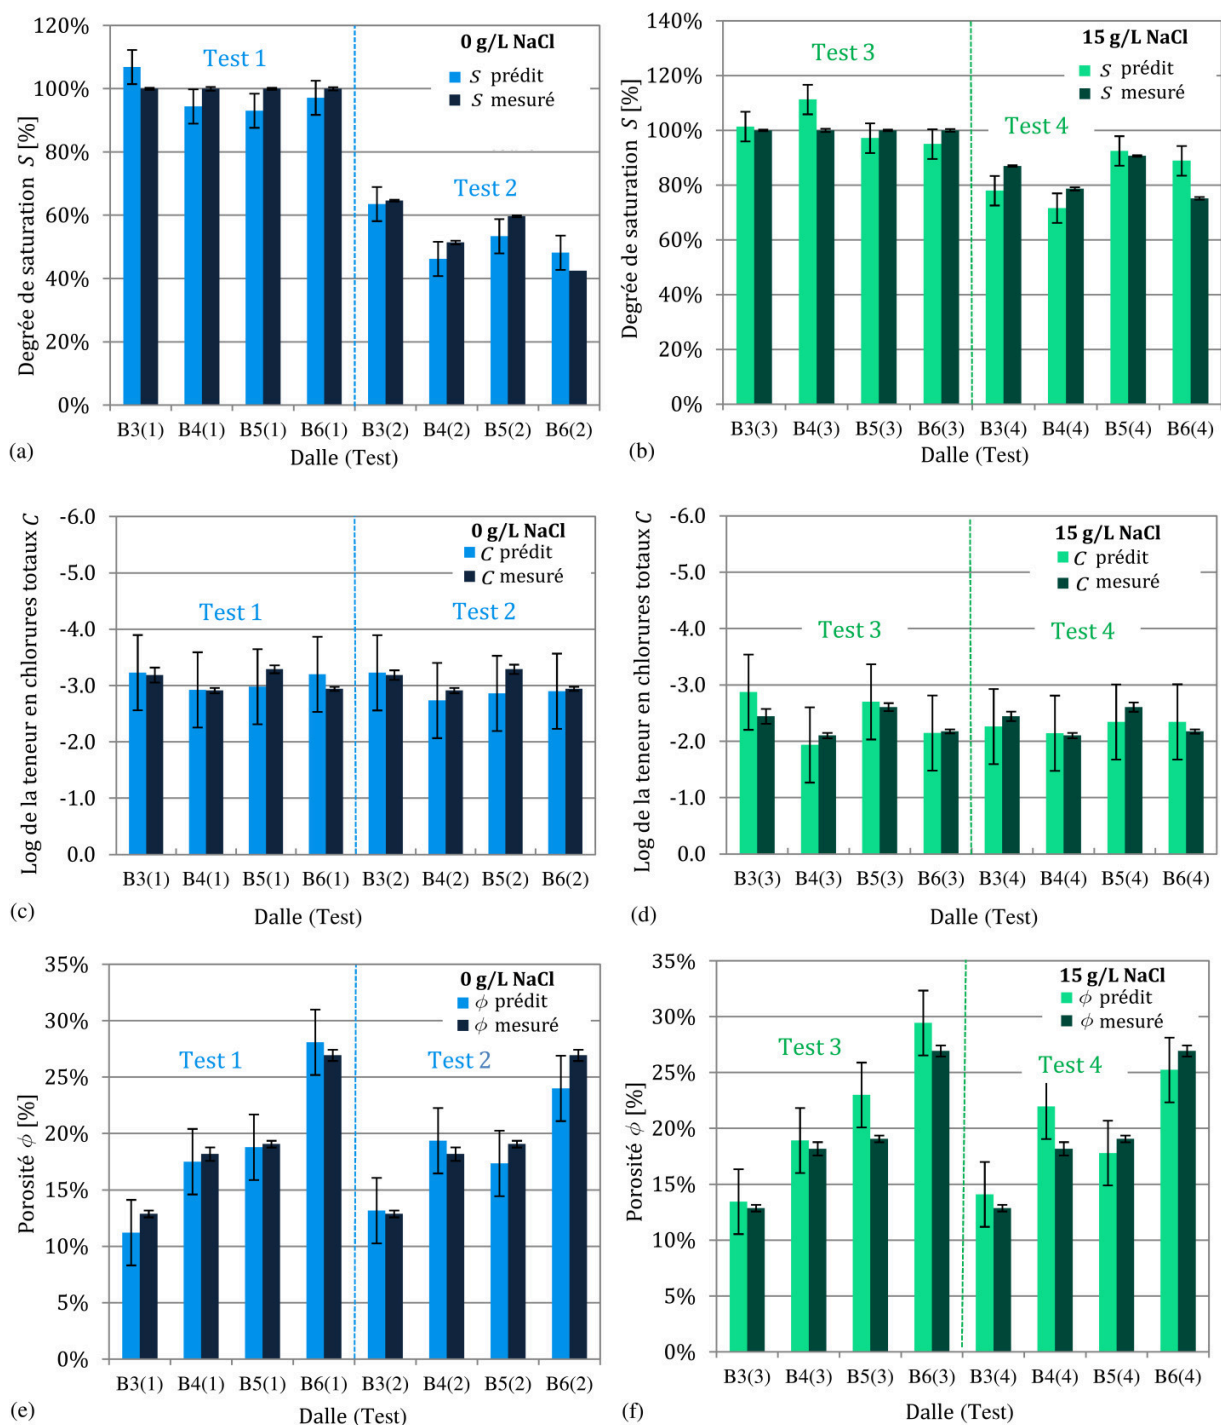 120%
100%
80%
60%
40%
20%
0%
Degrée de saturation S [%]
Test 1
0 g/L NaCl
S prédit
S mesuré
Test 2
B3(1) B4(1) B5(1) B6(1) B3(2) B4(2) B5(2) B6(2)
(a)
Dalle (Test)
140%
120%
100%
80%
60%
40%
20%
0%
Degrée de saturation S [%]
Test 3
15 g/L NaCl
S prédit
S mesuré
Test 4
B3(3) B4(3) B5(3) B6(3) B3(4) B4(4) B5(4) B6(4)
(b)
Dalle (Test)
-6.0
-5.0
-4.0
-3.0
-2.0
-1.0
0.0
Log de la teneur en chlorures totaux C
0 g/L NaCl
C prédit
C mesuré
Test 1
Test 2
B3(1) B4(1) B5(1) B6(1) B3(2) B4(2) B5(2) B6(2)
(c)
Dalle (Test)
-6.0
-5.0
-4.0
-3.0
-2.0
-1.0
0.0
Log de la teneur en chlorures totaux C
15 g/L NaCl
C prédit
C mesuré
Test 3
Test 4
B3(3) B4(3) B5(3) B6(3) B3(4) B4(4) B5(4) B6(4)
(d)
Dalle (Test)
35%
30%
25%
20%
15%
10%
5%
0%
Porosité ϕ [%]
0 g/L NaCl
ϕ prédit
ϕ mesuré
Test 1
Test 2
B3(1) B4(1) B5(1) B6(1) B3(2) B4(2) B5(2) B6(2)
(e)
Dalle (Test)
35%
30%
25%
20%
15%
10%
5%
0%
Porosité ϕ [%]
15 g/L NaCl
ϕ prédit
ϕ mesuré
Test 3
Test 4
B3(3) B4(3) B5(3) B6(3) B3(4) B4(4) B5(4) B6(4)
(f)
Dalle (Test)